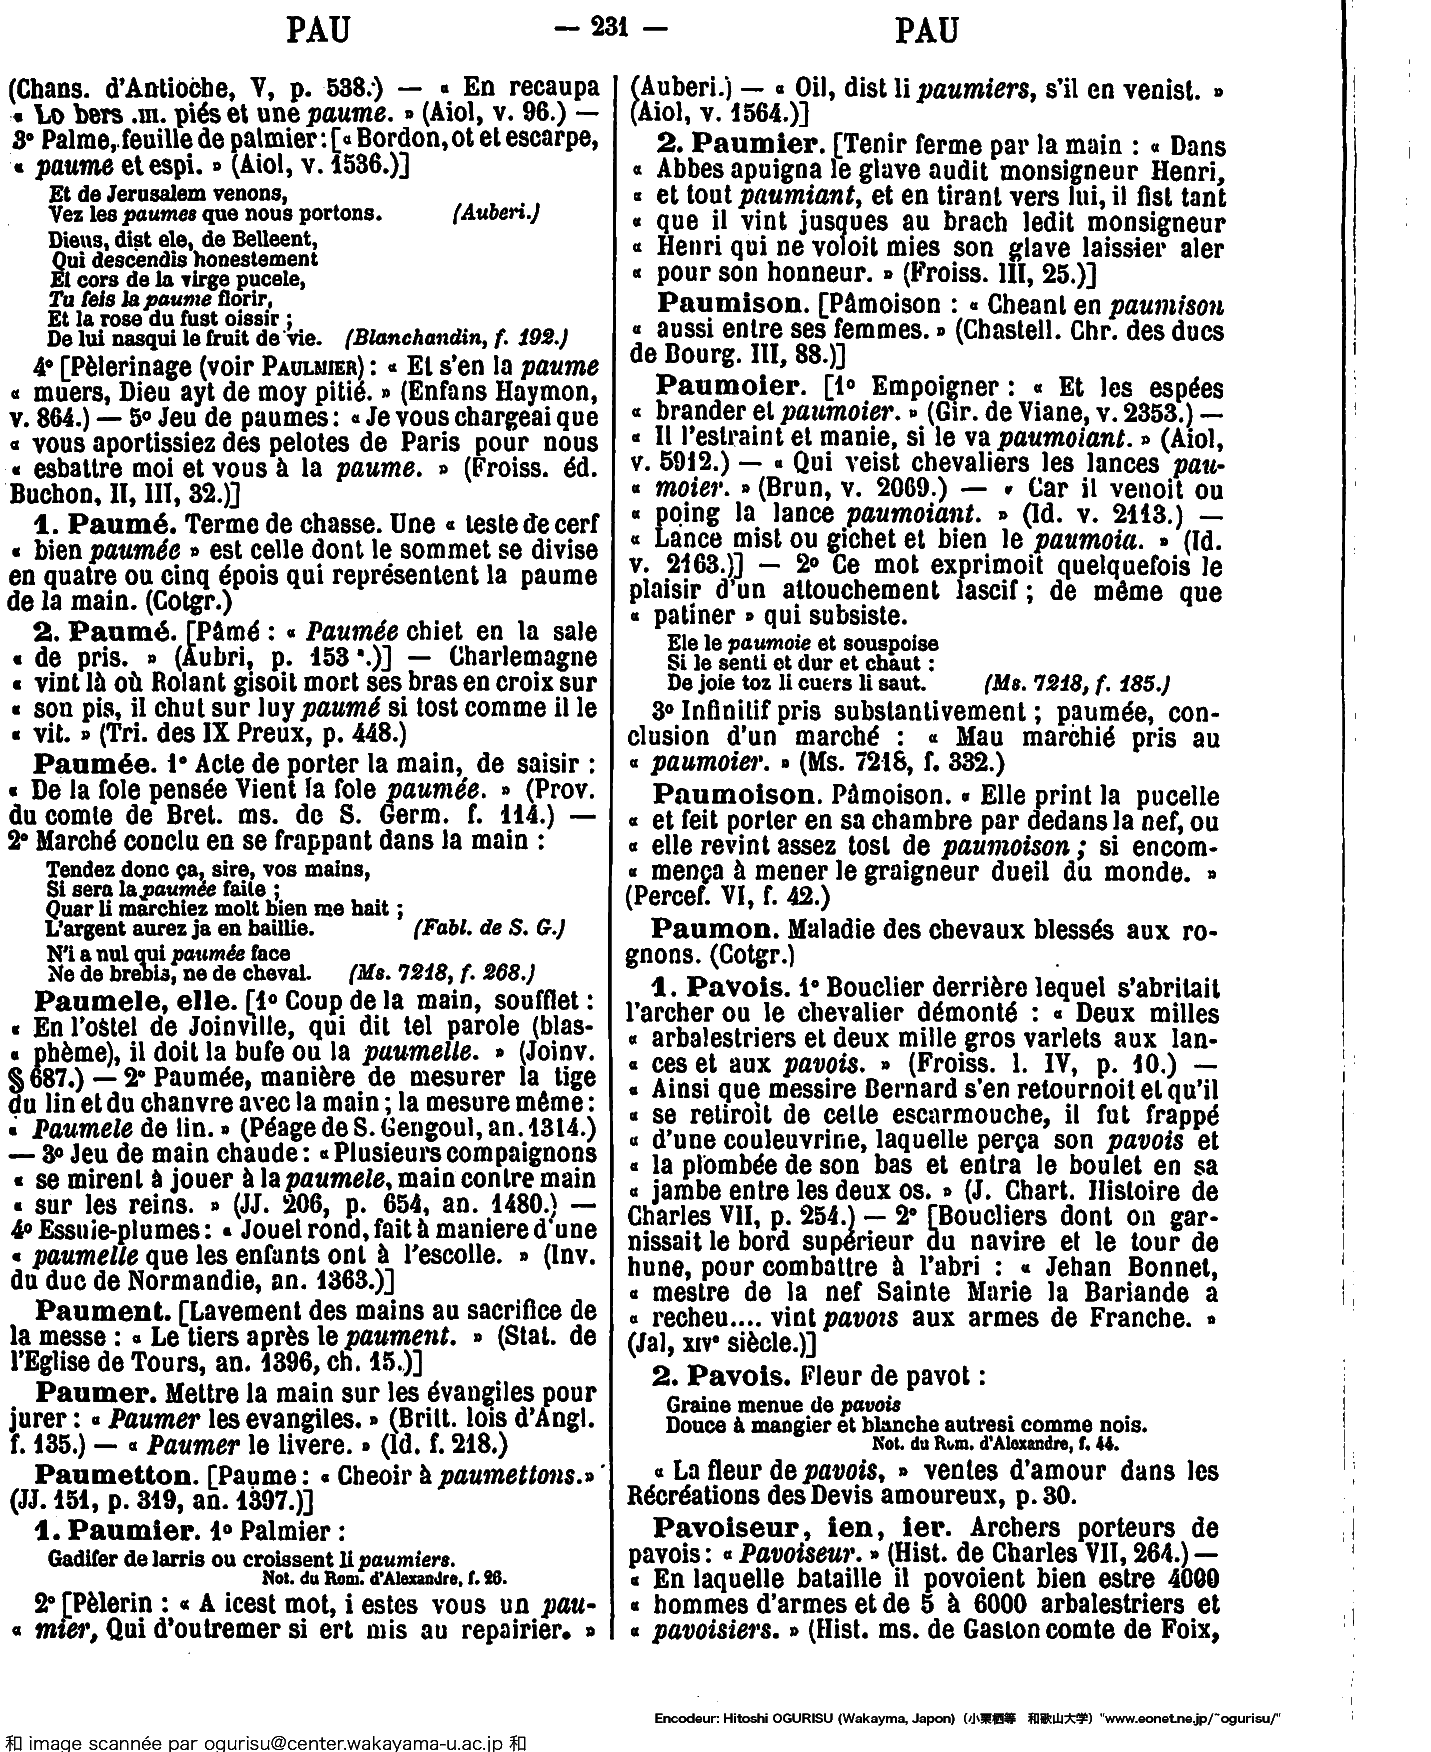 PAU — 231 — PAU
(Chans. d'Antioche, V, p. 538.) — « En recaupa
« Lo bers .III. piés et une paume. » (Aiol, v. 96.) —
3º Palme, feuille de palmier : [« Bordon, ot et escarpe,
« paume et espi. » (Aiol, v. 1536.)]
Et de Jerusalem venons,
Vez les paumes que nous portons. (Auberi.)
Dieus, dist ele, de Belleent,
Qui descendis honestement
El cors de la virge pucele,
Tu feis la paume florir,
Et la rose du fust oissir ;
De lui nasqui le fruit de vie. (Blanchandin, f. 192.)
4º [Pèlerinage (voir PAULMIER) : « Et s'en la paume
« muers, Dieu ayt de moy pitié. » (Enfans Haymon,
v. 864.) — 5º Jeu de paumes : « Je vous chargeai que
« vous aportissiez des pelotes de Paris pour nous
« esbattre moi et vous à la paume. » (Froiss. éd.
Buchon, II, III, 32.)]
1. Paumé. Terme de chasse. Une « teste de cerf
« bien paumée » est celle dont le sommet se divise
en quatre ou cinq épois qui représentent la paume
de la main. (Cotgr.)
2. Paumé. [Pâmé : « Paumée chiet en la sale
« de pris. » (Aubri, p. 153 ª.)] — Charlemagne
« vint là où Rolant gisoit mort ses bras en croix sur
« son pis, il chut sur luy paumé si tost comme il le
« vit. » (Tri. des IX Preux, p. 448.)
Paumée. 1º Acte de porter la main, de saisir :
« De la fole pensée Vient la fole paumée. » (Prov.
du comte de Bret. ms. de S. Germ. f. 114.) —
2º Marché conclu en se frappant dans la main :
Tendez donc ça, sire, vos mains,
Si sera la paumée faite ;
Quar li marchiez molt bien me hait ;
L'argent aurez ja en baillie. (Fabl. de S. G.)
N'i a nul qui paumée face
Ne de brebis, ne de cheval. (Ms. 7218, f. 268.)
Paumele, elle. [1º Coup de la main, soufflet :
« En l'ostel de Joinville, qui dit tel parole (blas-
« phème), il doit la bufe ou la paumelle. » (Joinv.
§ 687.) — 2º Paumée, manière de mesurer la tige
du lin et du chanvre avec la main ; la mesure même :
« Paumele de lin. » (Péage de S. Gengoul, an. 1314.)
— 3º Jeu de main chaude : « Plusieurs compaignons
« se mirent à jouer à la paumele, main contre main
« sur les reins. » (JJ. 206, p. 654, an. 1480.) —
4º Essuie-plumes : « Jouel rond, fait à maniere d'une
« paumelle que les enfants ont à l'escolle. » (Inv.
du duc de Normandie, an. 1363.)]
Paument. [Lavement des mains au sacrifice de
la messe : « Le tiers après le paument. » (Stat. de
l'Eglise de Tours, an. 1396, ch. 15.)]
Paumer. Mettre la main sur les évangiles pour
jurer : « Paumer les evangiles. » (Britt. lois d'Angl.
f. 135.) — « Paumer le livere. » (Id. f. 218.)
Paumetton. [Paume : « Cheoir à paumettons. »
(JJ. 151, p. 319, an. 1397.)]
1. Paumier. 1º Palmier :
Gadifer de larris ou croissent li paumiers.
Not. du Rom. d'Alexandre, f. 26.
2º [Pèlerin : « A icest mot, i estes vous un pau-
« mier, Qui d'outremer si ert mis au repairier. »
(Auberi.) — « Oil, dist li paumiers, s'il en venist. »
(Aiol, v. 1564.)]
2. Paumier. [Tenir ferme par la main : « Dans
« Abbes apuigna le glave audit monsigneur Henri,
« et tout paumiant, et en tirant vers lui, il fist tant
« que il vint jusques au brach ledit monsigneur
« Henri qui ne voloit mies son glave laissier aler
« pour son honneur. » (Froiss. III, 25.)]
Paumison. [Pâmoison : « Cheant en paumison
« aussi entre ses femmes. » (Chastell. Chr. des ducs
de Bourg. III, 88.)]
Paumoier. [1º Empoigner : « Et les espées
« brander et paumoier. » (Gir. de Viane, v. 2353.) —
« Il l'estraint et manie, si le va paumoiant. » (Aiol,
v. 5912.) — « Qui veist chevaliers les lances pau-
« moier. » (Brun, v. 2069.) — « Car il venoit ou
« poing la lance paumoiant. » (Id. v. 2113.) —
« Lance mist ou gichet et bien le paumoia. » (Id.
v. 2163.)] — 2º Ce mot exprimoit quelquefois le
plaisir d'un attouchement lascif ; de même que
« patiner » qui subsiste.
Ele le paumoie et souspoise
Si le senti et dur et chaut :
De joie toz li cuers li saut. (Ms. 7218, f. 185.)
3º Infinitif pris substantivement ; paumée, con-
clusion d'un marché : « Mau marchié pris au
« paumoier. » (Ms. 7218, f. 332.)
Paumoison. Pâmoison. « Elle print la pucelle
« et feit porter en sa chambre par dedans la nef, ou
« elle revint assez tost de paumoison ; si encom-
« mença à mener le graigneur dueil du monde. »
(Percef. VI, f. 42.)
Paumon. Maladie des chevaux blessés aux ro-
gnons. (Cotgr.)
1. Pavois. 1º Bouclier derrière lequel s'abritait
l'archer ou le chevalier démonté : « Deux milles
« arbalestriers et deux mille gros varlets aux lan-
« ces et aux pavois. » (Froiss. l. IV, p. 10.) —
« Ainsi que messire Bernard s'en retournoit et qu'il
« se retiroit de celle escarmouche, il fut frappé
« d'une couleuvrine, laquelle perça son pavois et
« la plombée de son bas et entra le boulet en sa
« jambe entre les deux os. » (J. Chart. Histoire de
Charles VII, p. 254.) — 2º [Boucliers dont on gar-
nissait le bord supérieur du navire et le tour de
hune, pour combattre à l'abri : « Jehan Bonnet,
« mestre de la nef Sainte Marie la Bariande a
« recheu.... vint pavois aux armes de Franche. »
(Jal, XIVe siècle.)]
2. Pavois. Fleur de pavot :
Graine menue de pavois
Douce à mangier et blanche autresi comme nois.
Not. du Rom. d'Alexandre, f. 44.
« La fleur de pavois, » ventes d'amour dans les
Récréations des Devis amoureux, p. 30.
Pavoiseur, ien, ier. Archers porteurs de
pavois : « Pavoiseur. » (Hist. de Charles VII, 264.) —
« En laquelle bataille il povoient bien estre 4000
« hommes d'armes et de 5 à 6000 arbalestriers et
« pavoisiers. » (Hist. ms. de Gaston comte de Foix,
Encodeur: Hitoshi OGURISU (Wakayma, Japon) (小栗栖等 和歌山大学) "www.eonet.ne.jp/~ogurisu/"
和 image scannée par ogurisu@center.wakayama-u.ac.jp 和